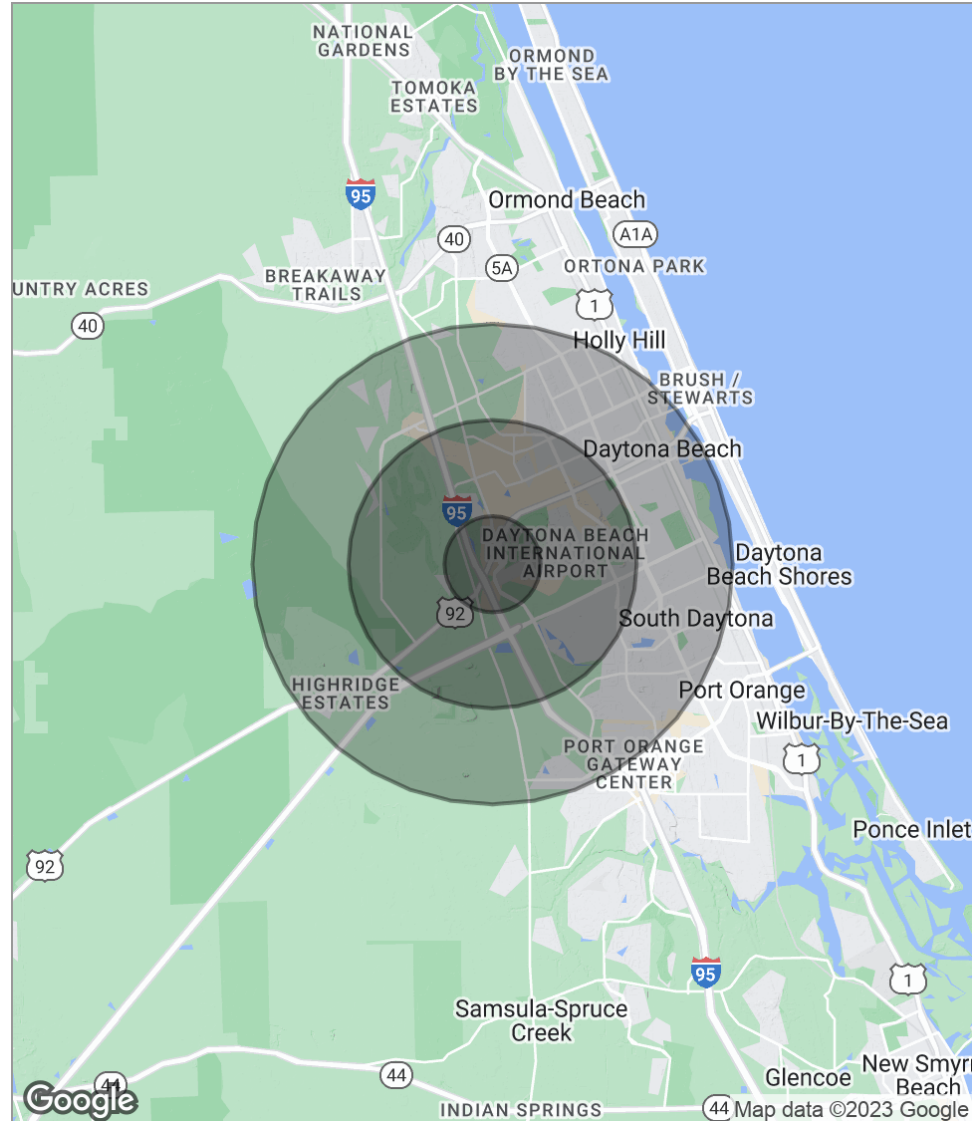 NATIONAL
GARDENS
ORMOND
BY THE SEA
TOMOKA
ESTATES
95
Ormond Beach
40
A1A
5A
ORTONA PARK
BREAKAWAY
TRAILS
UNTRY ACRES
1
40
Holly Hill
BRUSH /
STEWARTS
Daytona Beach
95
DAYTONA BEACH
INTERNATIONAL
AIRPORT
Daytona
Beach Shores
92
South Daytona
HIGHRIDGE
ESTATES
Port Orange
Wilbur-By-The-Sea
PORT ORANGE
GATEWAY
CENTER
1
Ponce Inlet
92
95
1
Samsula-Spruce
Creek
44
44
Glencoe
New Smyrn
Beach
Google
INDIAN SPRINGS
44
Map data ©2023 Google